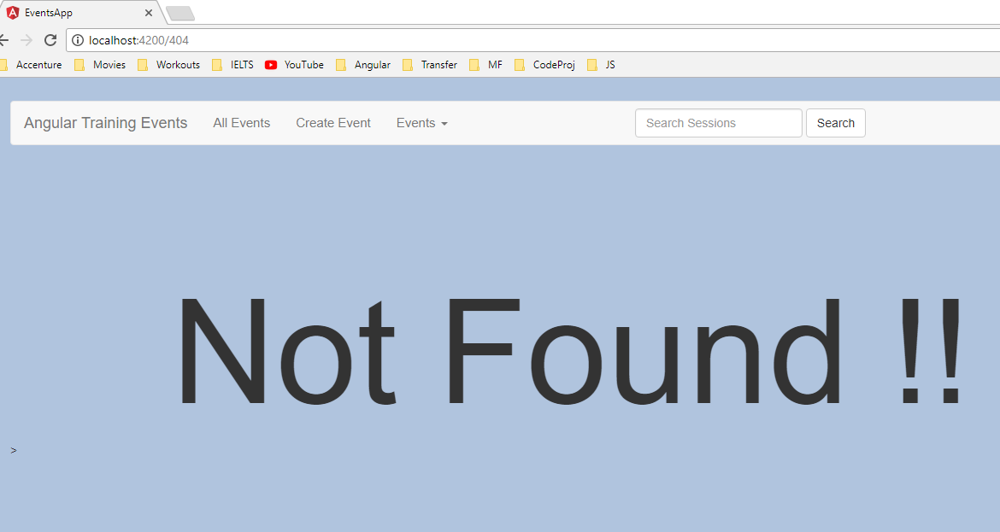 EventsApp
localhost:4200/404
Accenture Movies Workouts IELTS YouTube Angular Transfer MF CodeProj JS
Angular Training Events All Events Create Event Events Search Sessions Search
Not Found !!
>